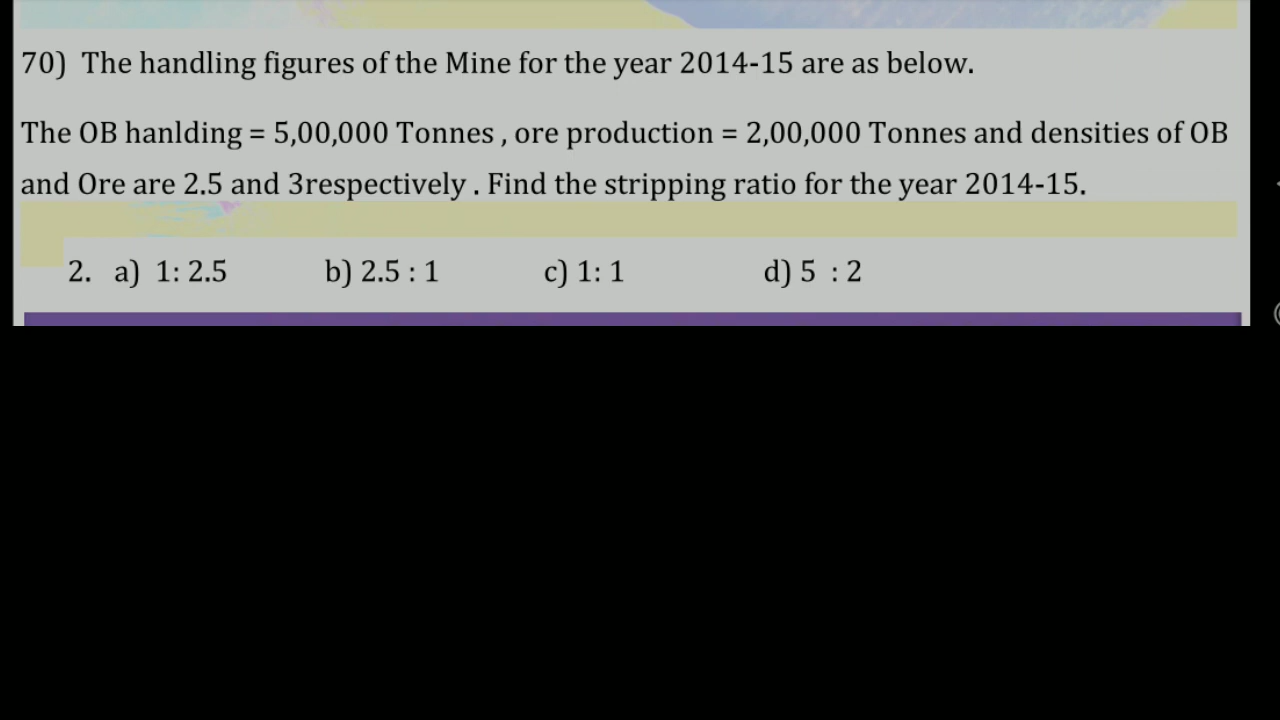 70) The handling figures of the Mine for the year 2014-15 are as below.
The OB hanlding = 5,00,000 Tonnes , ore production = 2,00,000 Tonnes and densities of OB
and Ore are 2.5 and 3respectively . Find the stripping ratio for the year 2014-15.
2. a) 1: 2.5 b) 2.5 : 1 c) 1: 1 d) 5 : 2